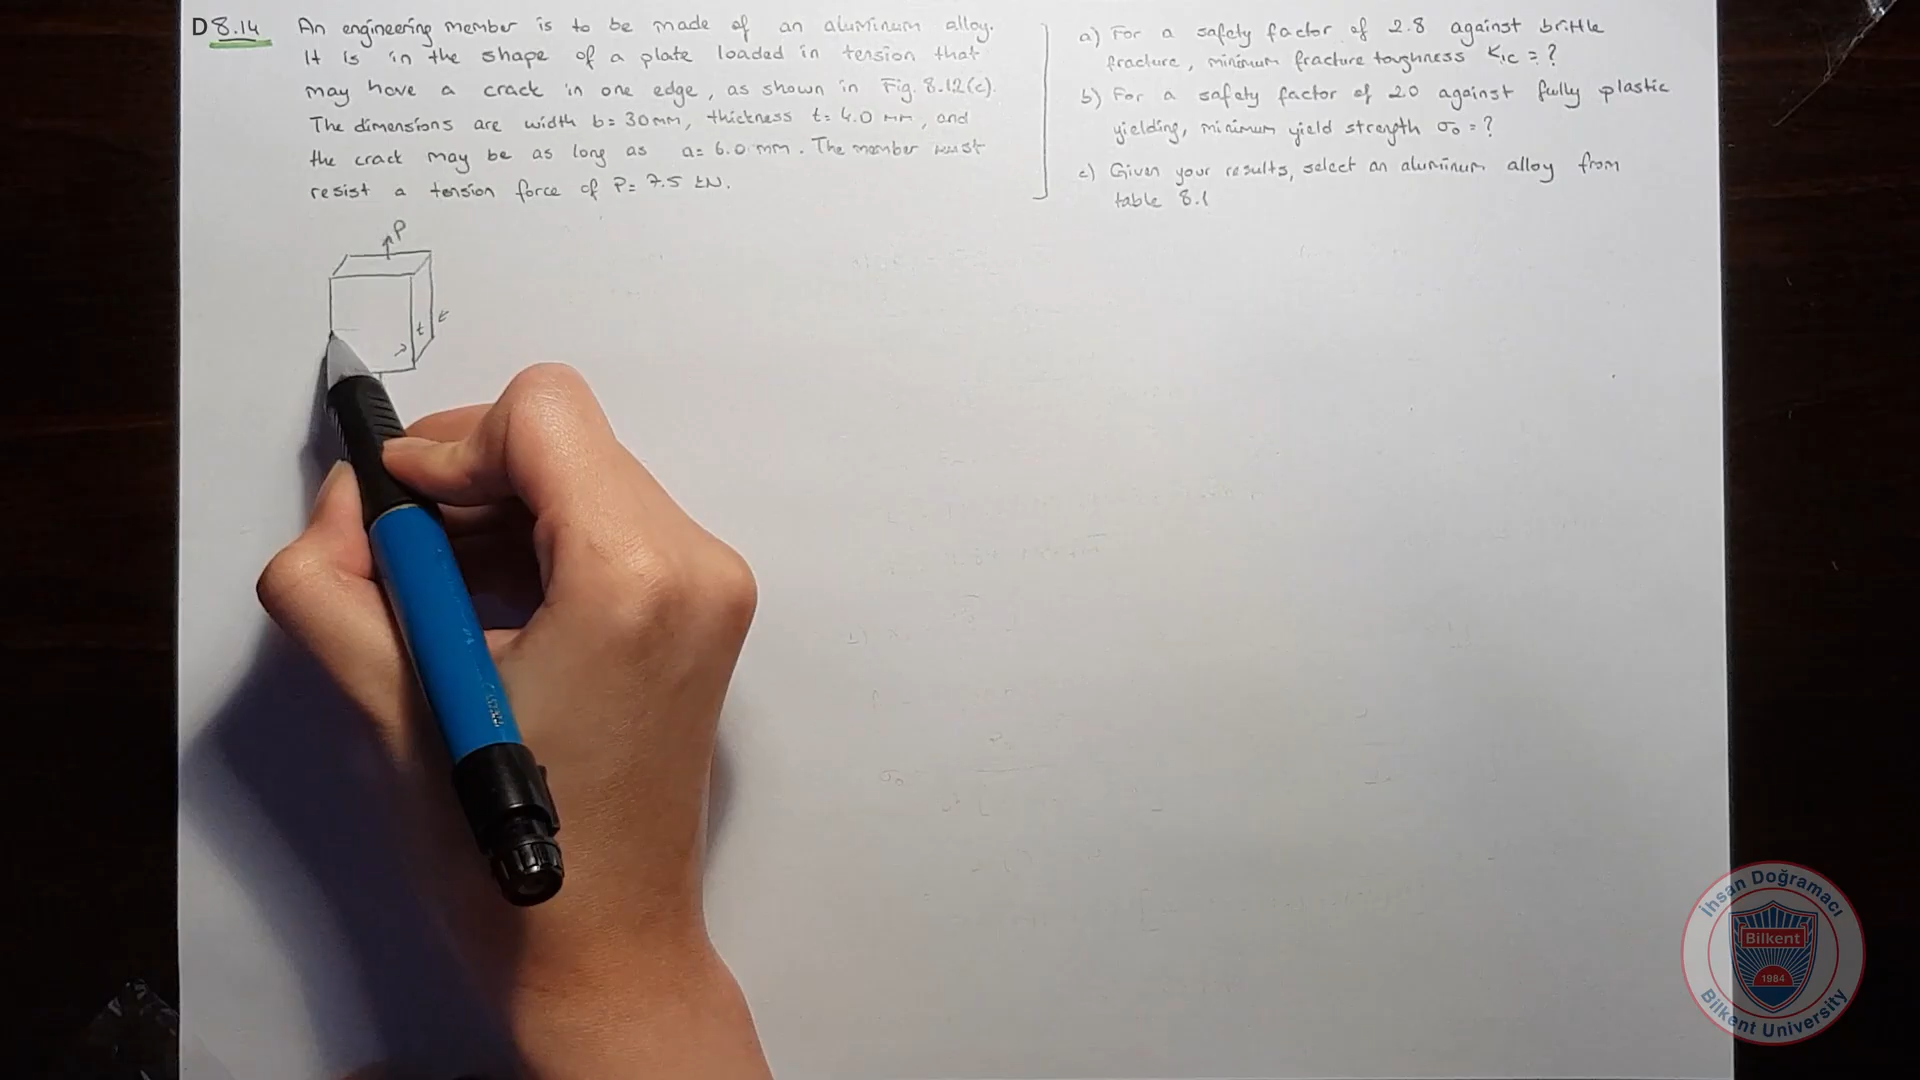 D 8.14 An engineering member is to be made of an aluminum alloy.
It is in the shape of a plate loaded in tension that
may have a crack in one edge, as shown in Fig. 8.12(c).
The dimensions are width b= 30mm, thickness t= 4.0 mm, and
the crack may be as long as a= 6.0 mm. The member must
resist a tension force of P= 7.5 kN.
a) For a safety factor of 2.8 against brittle
fracture, minimum fracture toughness KIC = ?
b) For a safety factor of 2.0 against fully plastic
yielding, minimum yield strength σo = ?
c) Given your results, select an aluminum alloy from
table 8.1
P
t
t
İhsan Doğramacı
Bilkent
1984
Bilkent University